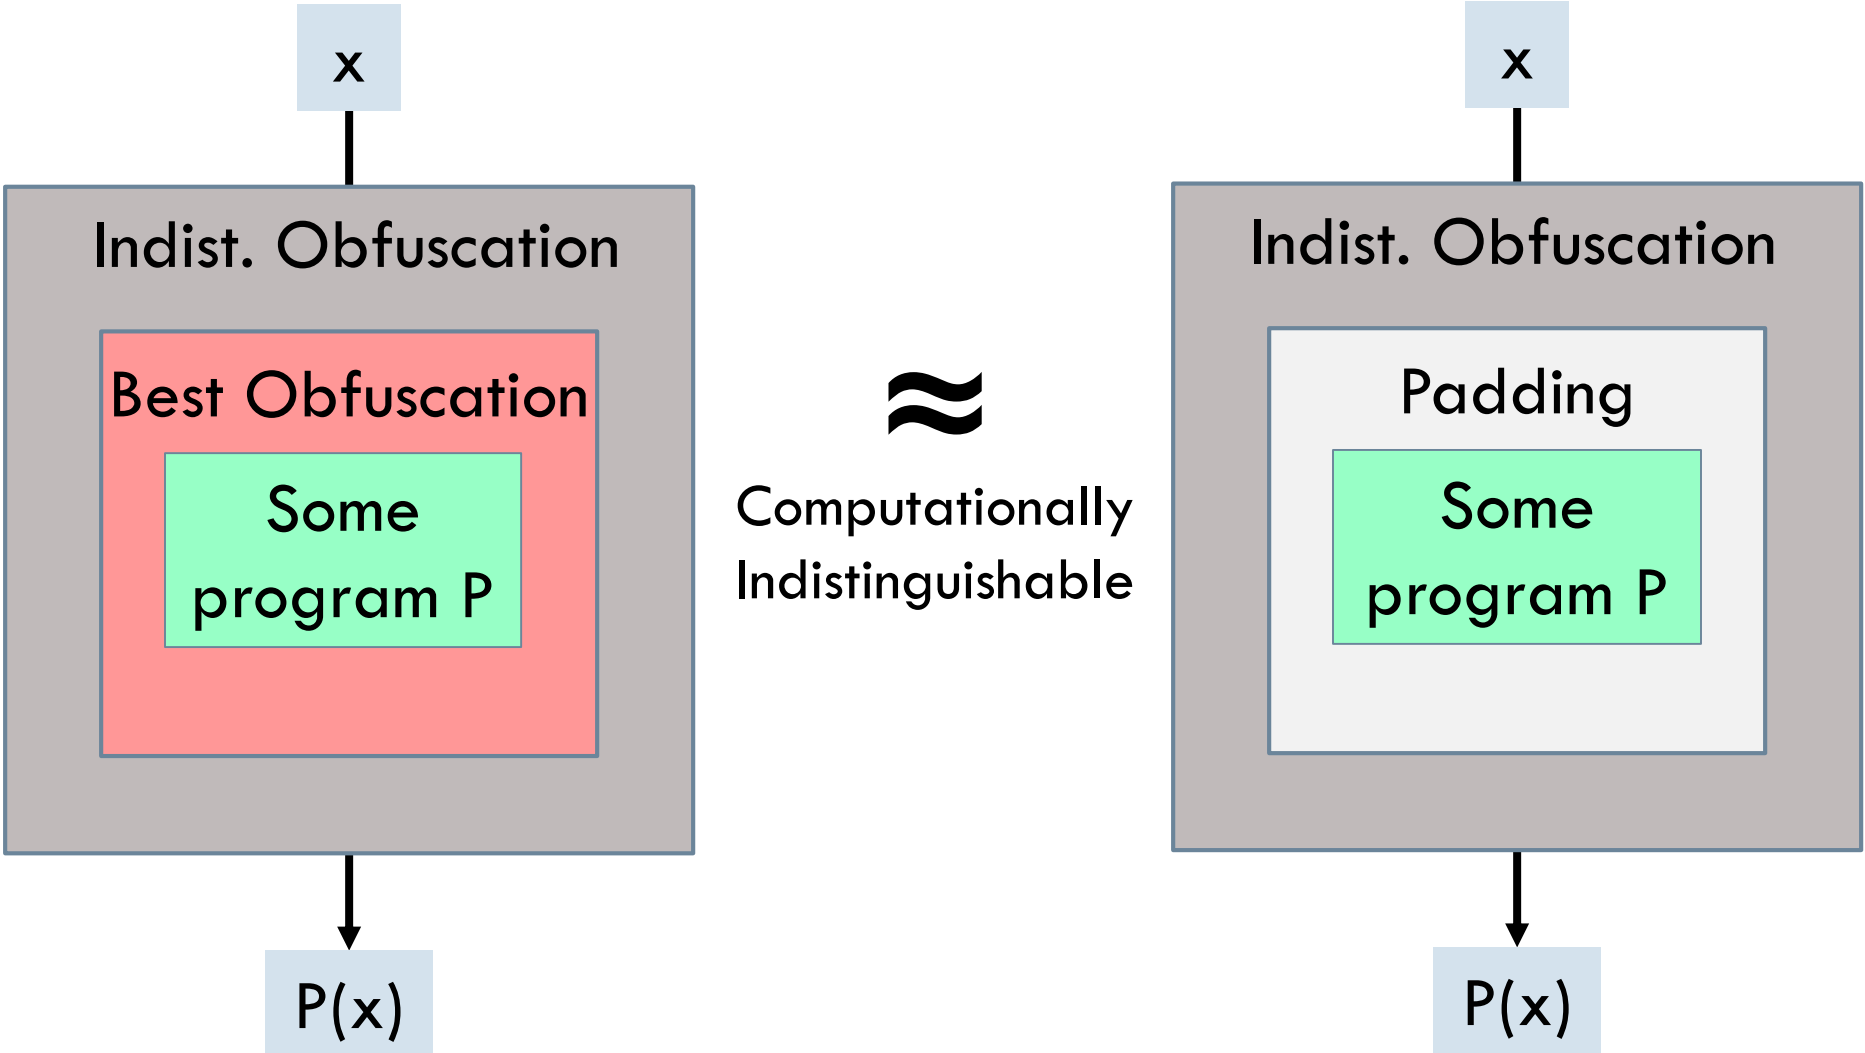 x
Indist. Obfuscation
Best Obfuscation
Some
program P
P(x)
≈
Computationally
Indistinguishable
x
Indist. Obfuscation
Padding
Some
program P
P(x)